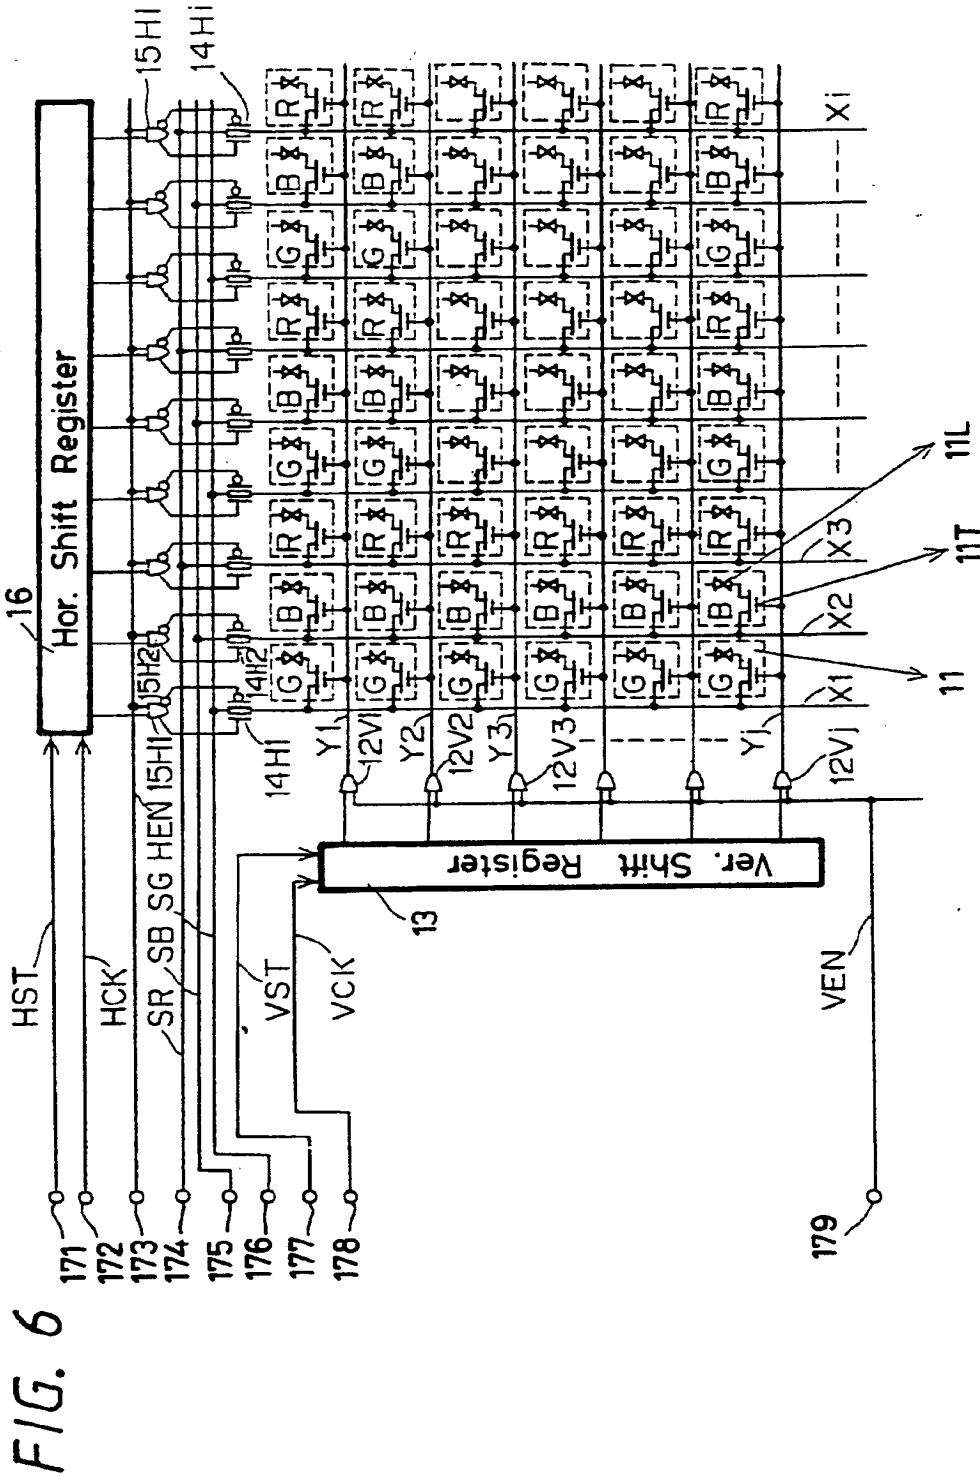 FIG. 6
171
172
173
174
175
176
177
178
179
HST
HCK
SR SB SG HEN 15H1 15H2
VST
VCK
VEN
16
Hor. Shift Register
15H1
14Hi
14H1
14H2
13
Ver. Shift Register
Y1
12V1
Y2
12V2
Y3
12V3
Yj
12Vj
G B R G B R G B R
G B R G B R G B R
G B R
G B R
G B R
G B R G B R G B R
X1
X2
X3
Xi
11
11T
11L